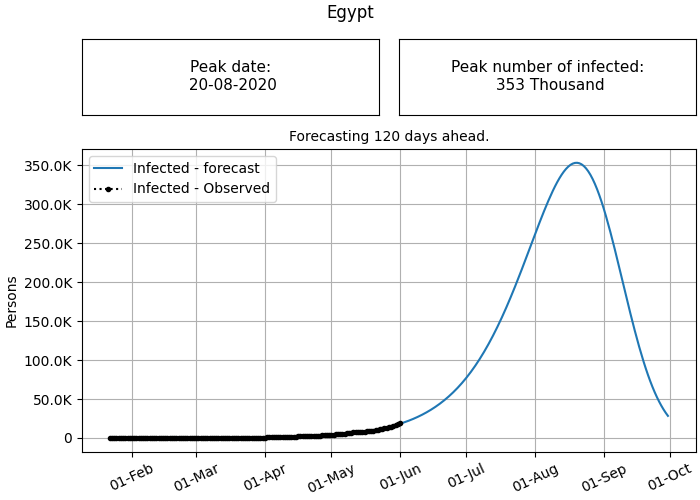 Egypt
Peak date:
20-08-2020
Peak number of infected:
353 Thousand
Forecasting 120 days ahead.
Infected - forecast
Infected - Observed
350.0K
300.0K
250.0K
200.0K
150.0K
100.0K
50.0K
0
Persons
01-Feb
01-Mar
01-Apr
01-May
01-Jun
01-Jul
01-Aug
01-Sep
01-Oct